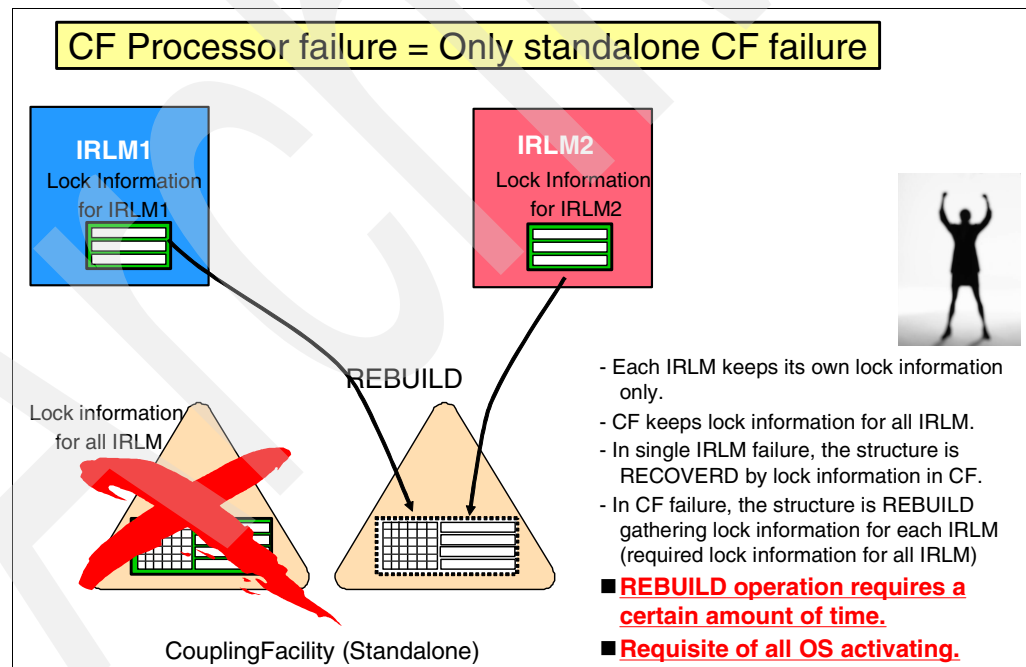 CF Processor failure = Only standalone CF failure
IRLM1
Lock Information
for IRLM1
IRLM2
Lock Information
for IRLM2
REBUILD
Lock information
for all IRLM
CouplingFacility (Standalone)
- Each IRLM keeps its own lock information
only.
- CF keeps lock information for all IRLM.
- In single IRLM failure, the structure is
RECOVERD by lock information in CF.
- In CF failure, the structure is REBUILD
gathering lock information for each IRLM
(required lock information for all IRLM)
■ REBUILD operation requires a
certain amount of time.
■ Requisite of all OS activating.